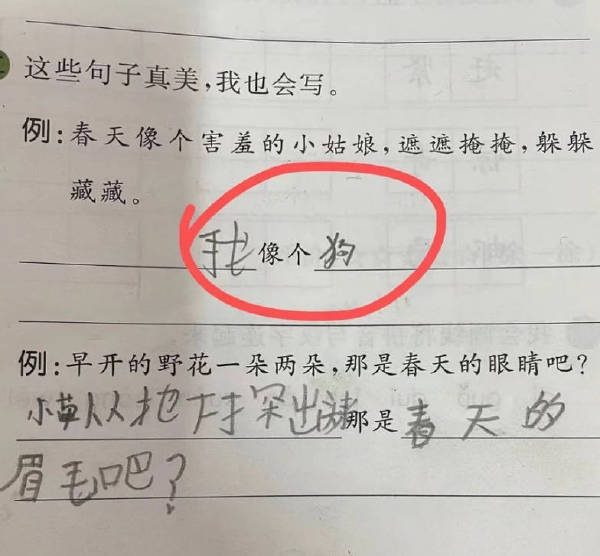 这些句子真美,我也会写。
例:春天像个害羞的小姑娘,遮遮掩掩,躲躲
藏藏。
我像个狗
例:早开的野花一朵两朵,那是春天的眼睛吧?
小草从地 探出 那是春天的
眉毛吧?